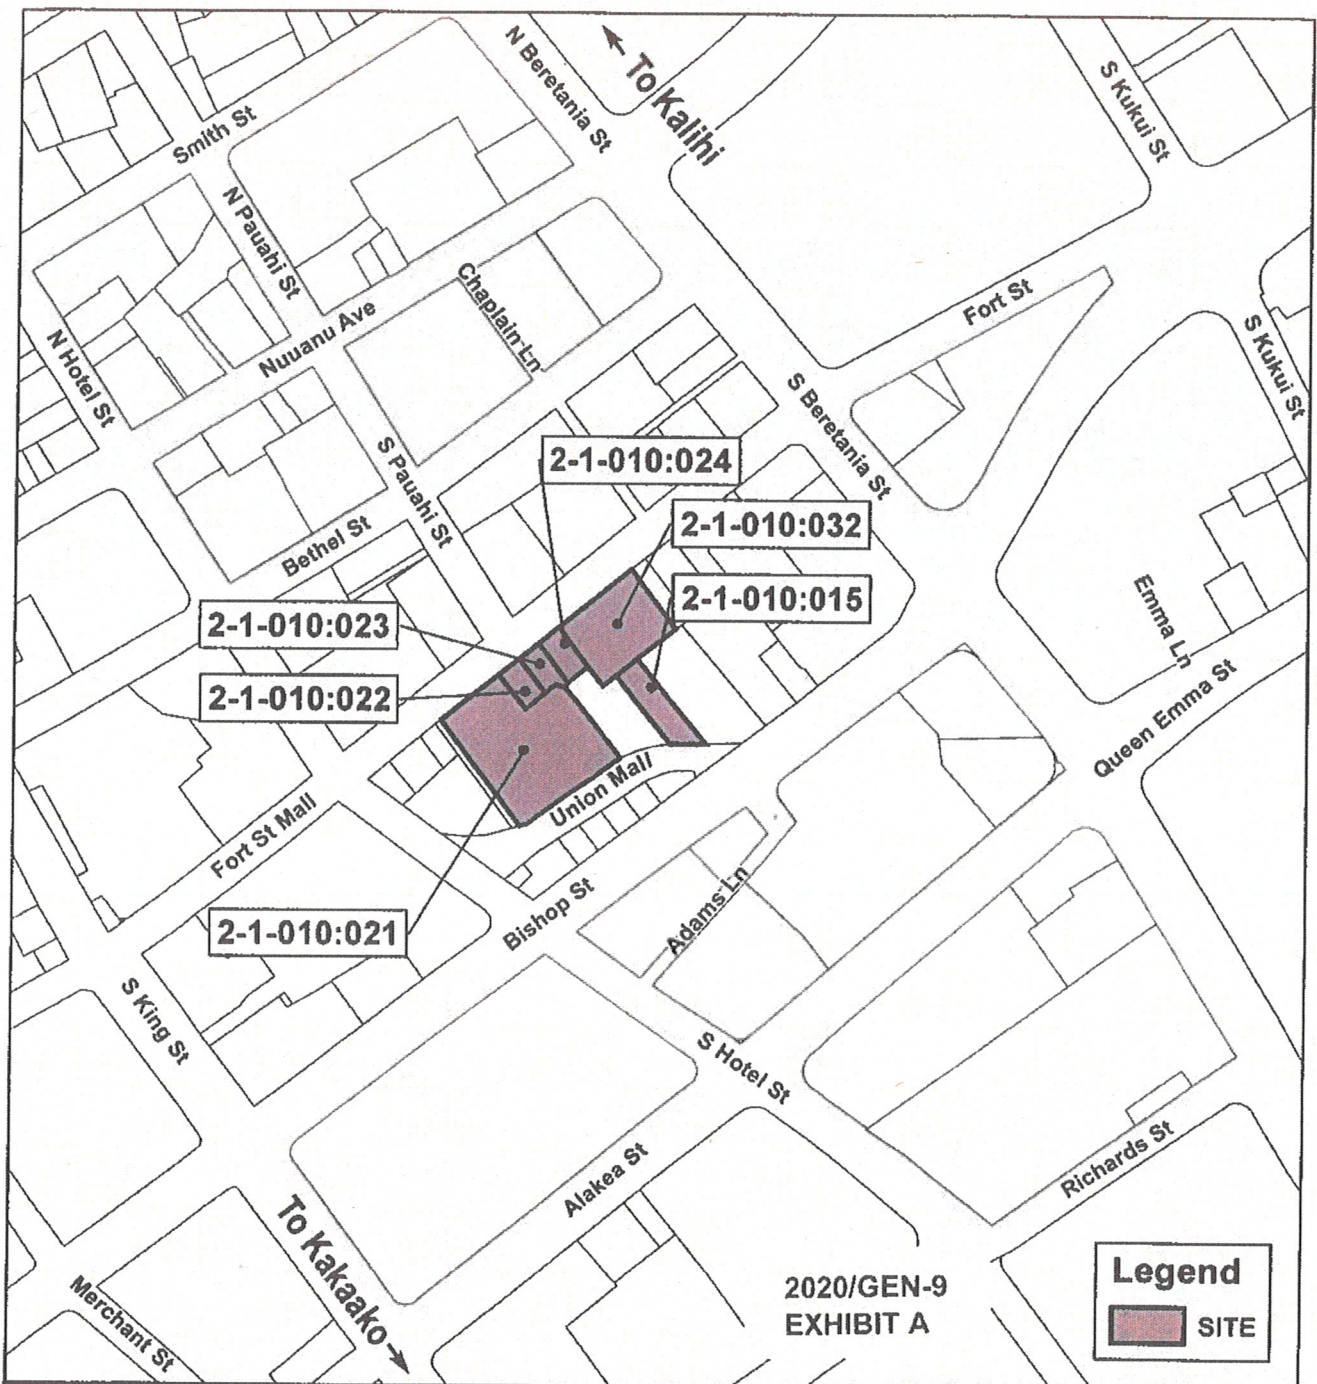 N Beretania St
To Kalihi
S Kukui St
Smith St
N Pauahi St
Chaplain Ln
Fort St
S Kukui St
N Hotel St
Nuuanu Ave
S Beretania St
S Pauahi St
2-1-010:024
2-1-010:032
Bethel St
2-1-010:015
2-1-010:023
Emma Ln
2-1-010:022
Queen Emma St
Union Mall
Fort St Mall
Bishop St
Adams Ln
2-1-010:021
S King St
S Hotel St
Alakea St
Richards St
To Kakaako
Merchant St
2020/GEN-9
EXHIBIT A
Legend
SITE